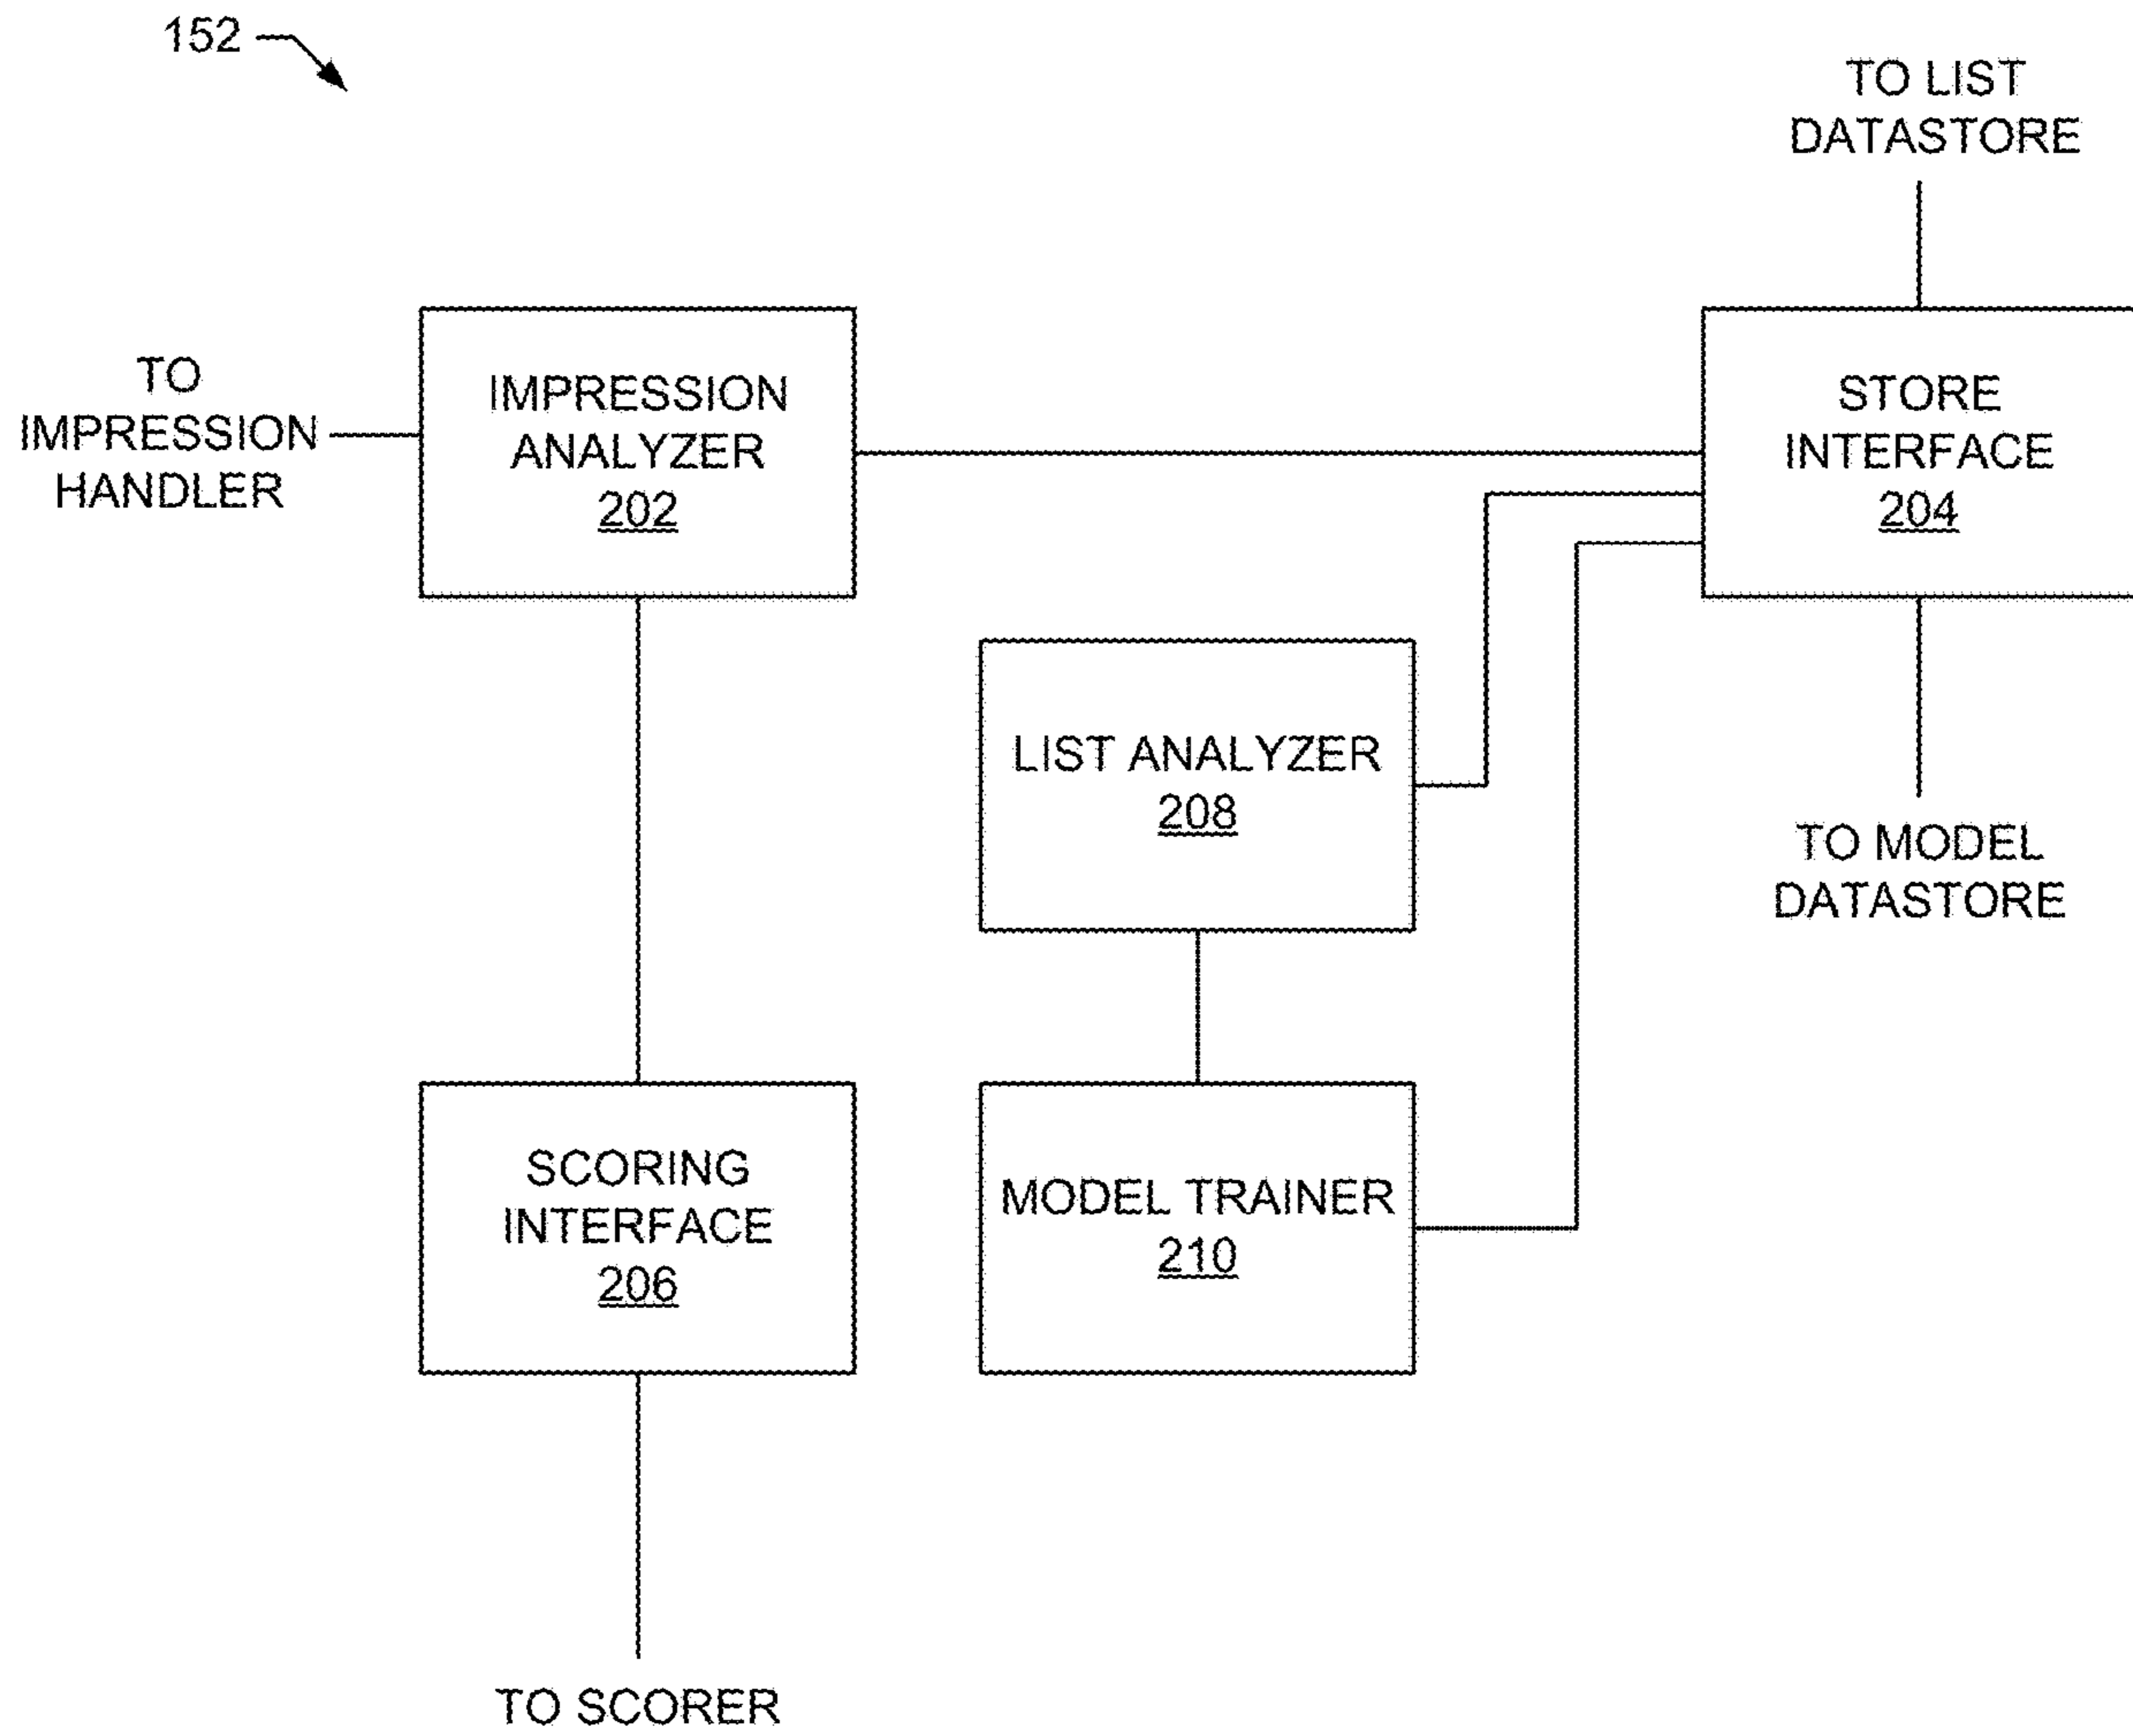 152
TO LIST
DATASTORE
TO
IMPRESSION
HANDLER
IMPRESSION
ANALYZER
202
STORE
INTERFACE
204
LIST ANALYZER
208
TO MODEL
DATASTORE
SCORING
INTERFACE
206
MODEL TRAINER
210
TO SCORER